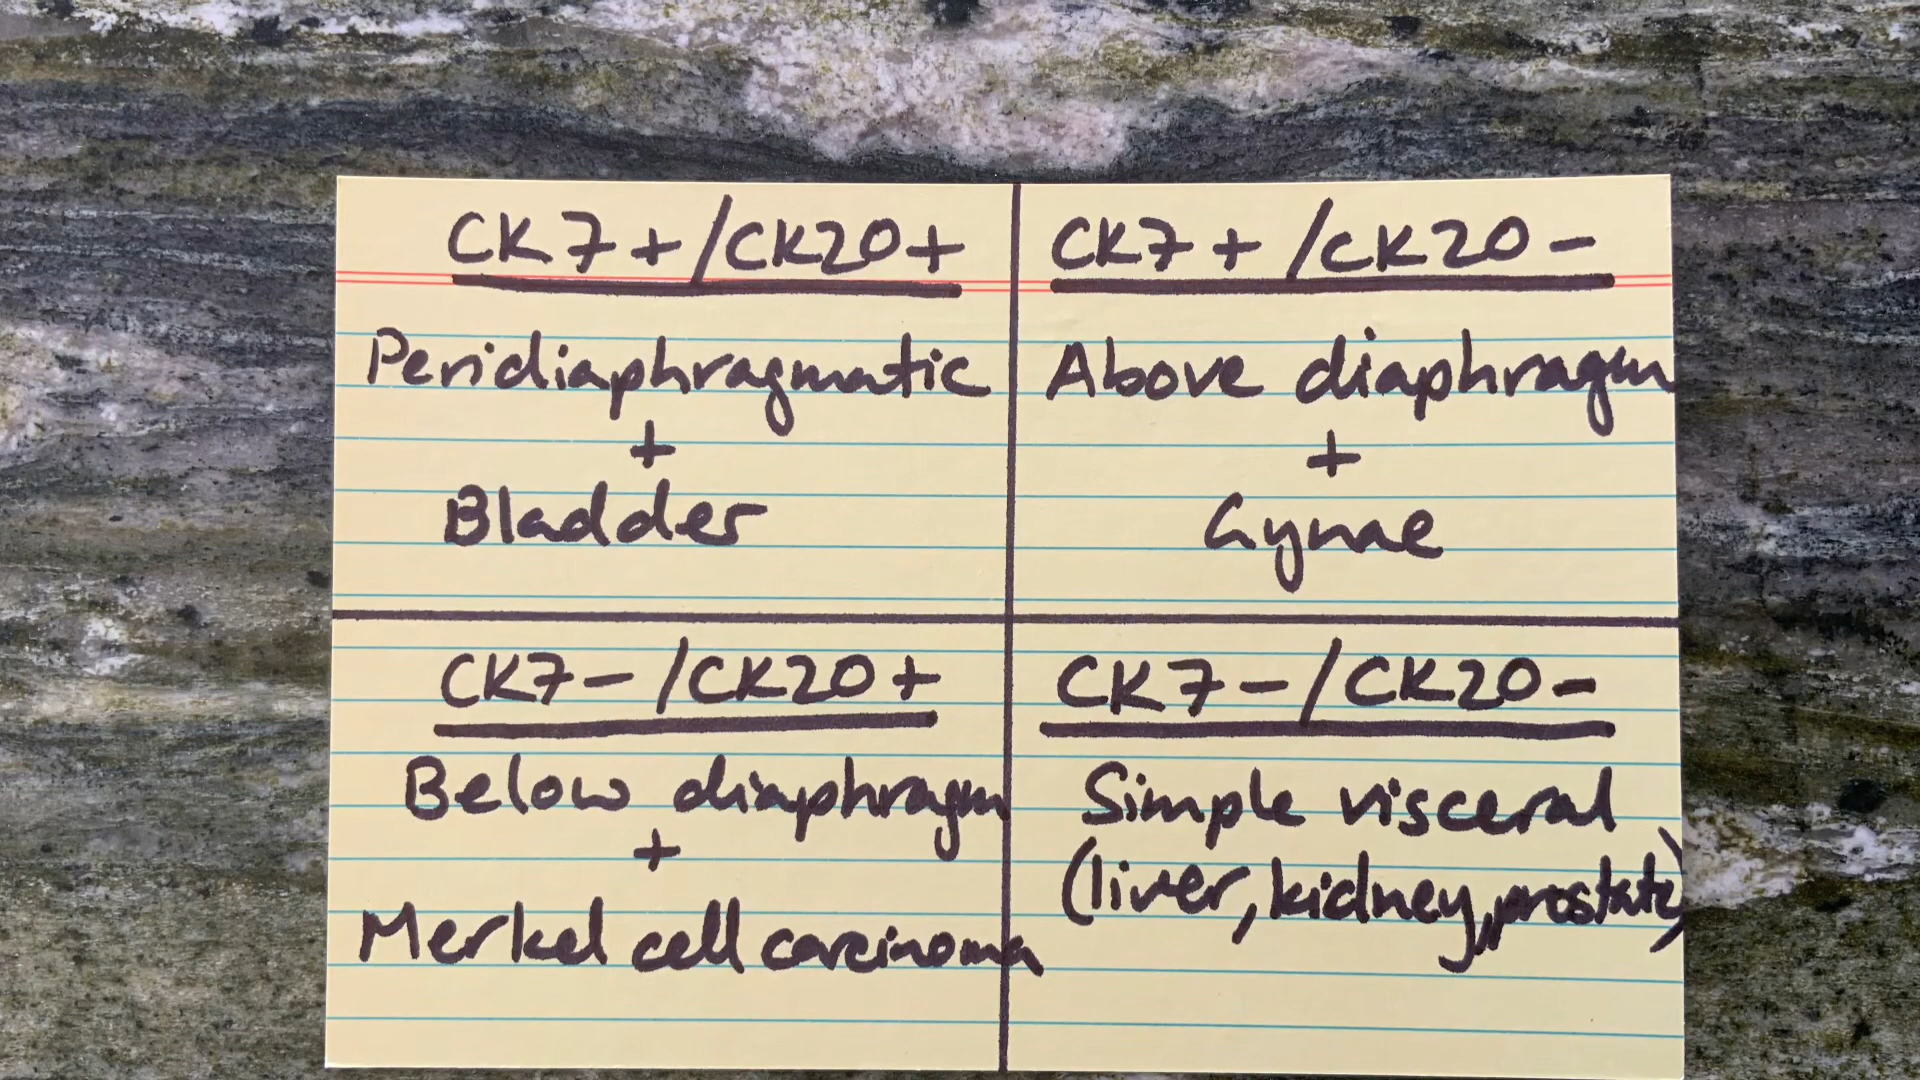 CK7+/CK20+
Peridiaphragmatic
+
Bladder
CK7+/CK20-
Above diaphragm
+
Gynae
CK7-/CK20+
Below diaphragm
+
Merkel cell carcinoma
CK7-/CK20-
Simple visceral
(liver, kidney, prostate)